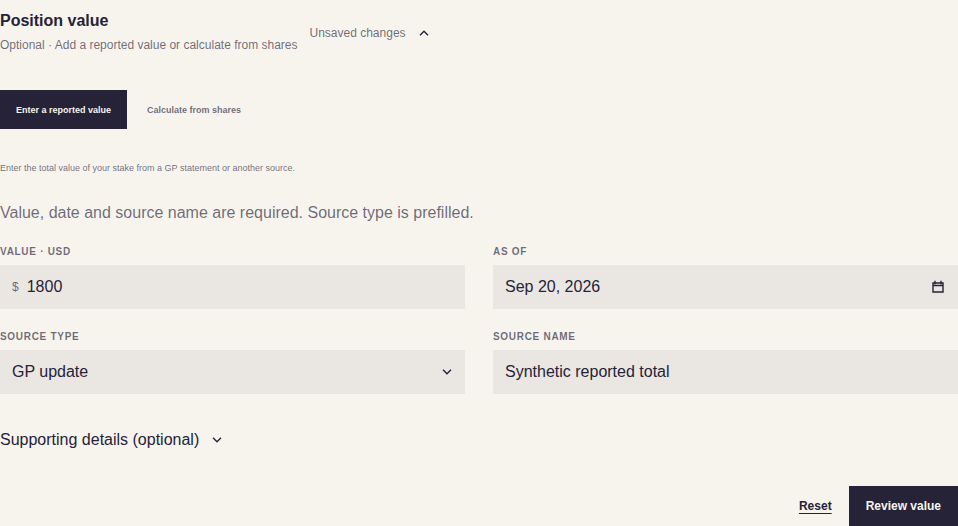 Position value
Optional · Add a reported value or calculate from shares
Unsaved changes
Enter a reported value
Calculate from shares
Enter the total value of your stake from a GP statement or another source.
Value, date and source name are required. Source type is prefilled.
VALUE · USD
AS OF
$ 1800
Sep 20, 2026
SOURCE TYPE
SOURCE NAME
GP update
Synthetic reported total
Supporting details (optional)
Reset
Review value